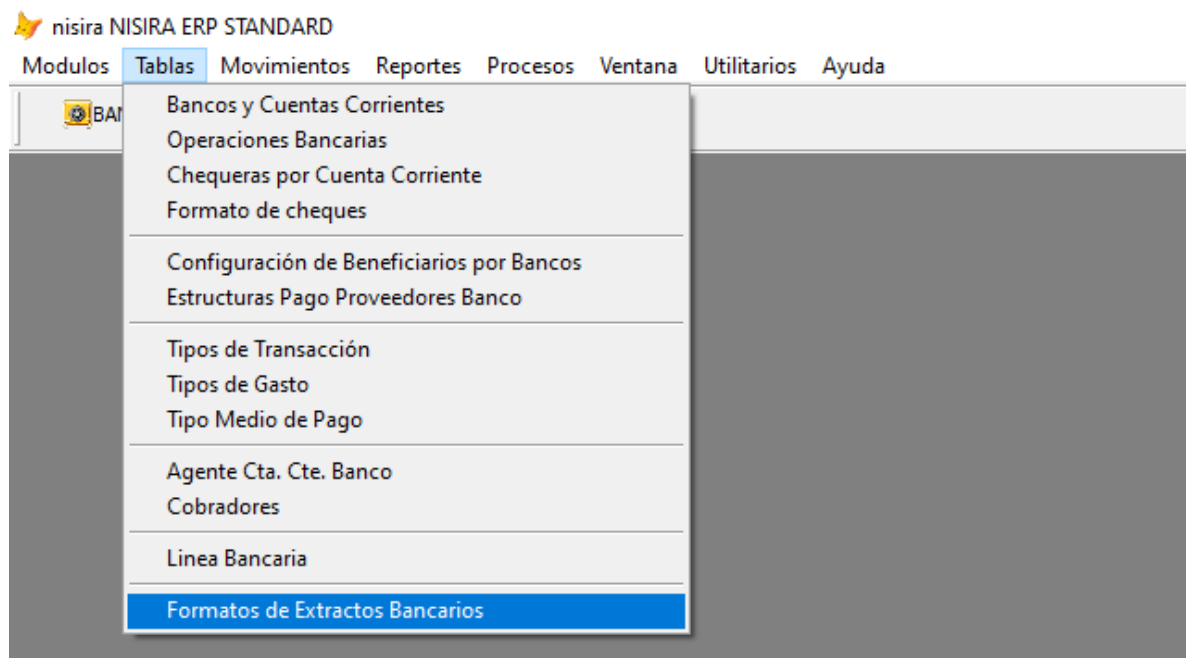 nisira NISIRA ERP STANDARD
Modulos Tablas Movimientos Reportes Procesos Ventana Utilitarios Ayuda
Bancos y Cuentas Corrientes
Operaciones Bancarias
Chequeras por Cuenta Corriente
Formato de cheques
Configuración de Beneficiarios por Bancos
Estructuras Pago Proveedores Banco
Tipos de Transacción
Tipos de Gasto
Tipo Medio de Pago
Agente Cta. Cte. Banco
Cobradores
Linea Bancaria
Formatos de Extractos Bancarios